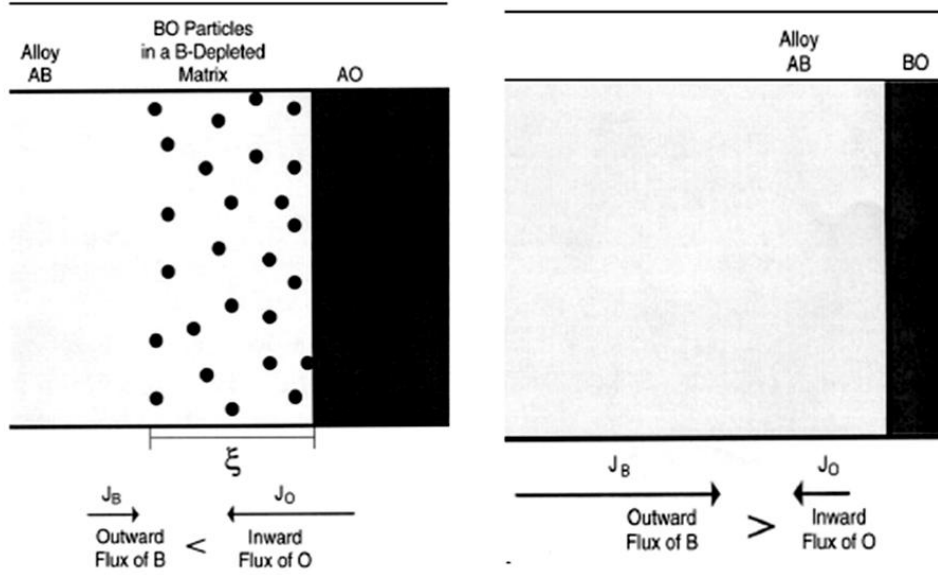 Alloy
AB
BO Particles
in a B-Depleted
Matrix
AO
ξ
J_B
J_O
Outward
Flux of B
<
Inward
Flux of O
Alloy
AB
BO
J_B
J_O
Outward
Flux of B
>
Inward
Flux of O